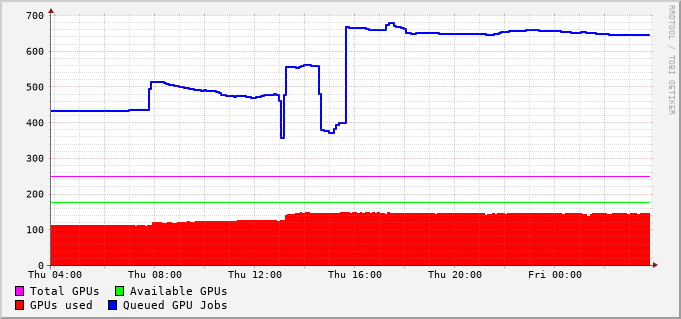 700
600
500
400
300
200
100
0
Thu 04:00 Thu 08:00 Thu 12:00 Thu 16:00 Thu 20:00 Fri 00:00
Total GPUs Available GPUs
GPUs used Queued GPU Jobs
RRDTOOL / TOBI OETIKER